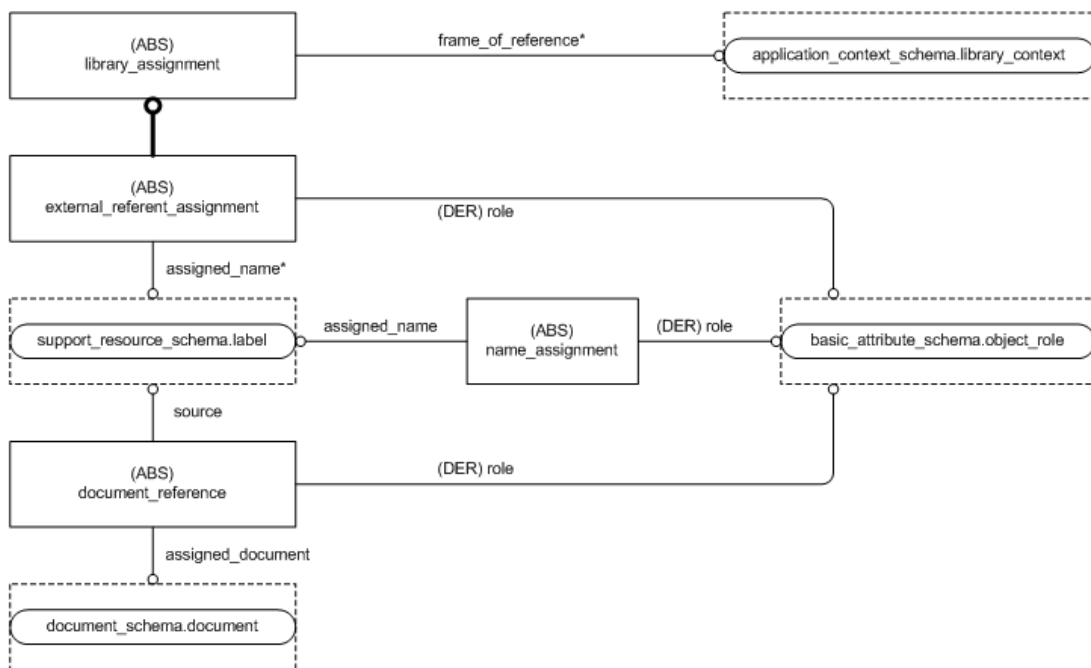 (ABS)
library_assignment
frame_of_reference*
application_context_schema.library_context
(ABS)
external_referent_assignment
(DER) role
assigned_name*
support_resource_schema.label
assigned_name
(ABS)
name_assignment
(DER) role
basic_attribute_schema.object_role
source
(ABS)
document_reference
(DER) role
assigned_document
document_schema.document